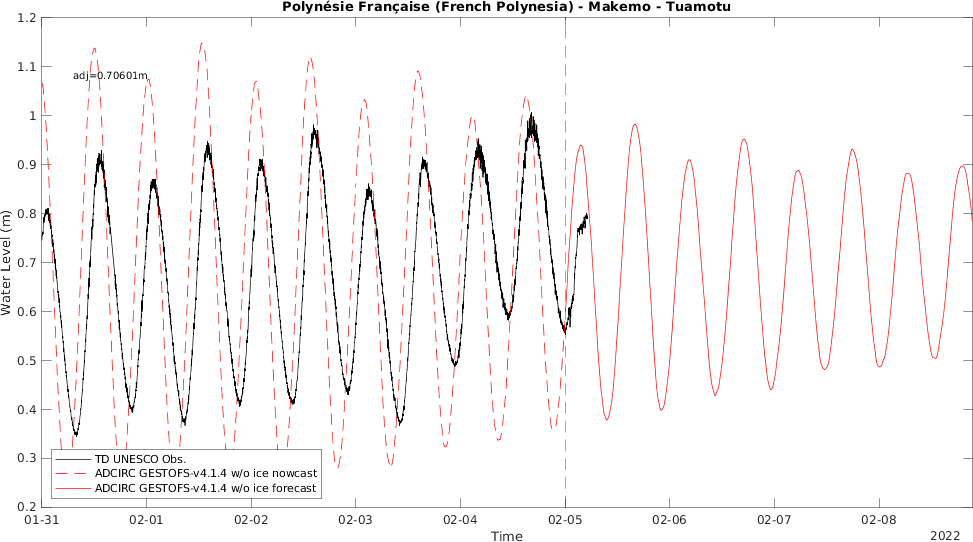 Polynésie Française (French Polynesia) - Makemo - Tuamotu
1.2
1.1
1
0.9
0.8
0.7
0.6
0.5
0.4
0.3
0.2
Water Level (m)
adj=0.70601m
TD UNESCO Obs.
ADCIRC GESTOFS-v4.1.4 w/o ice nowcast
ADCIRC GESTOFS-v4.1.4 w/o ice forecast
01-31 02-01 02-02 02-03 02-04 02-05 02-06 02-07 02-08
Time
2022